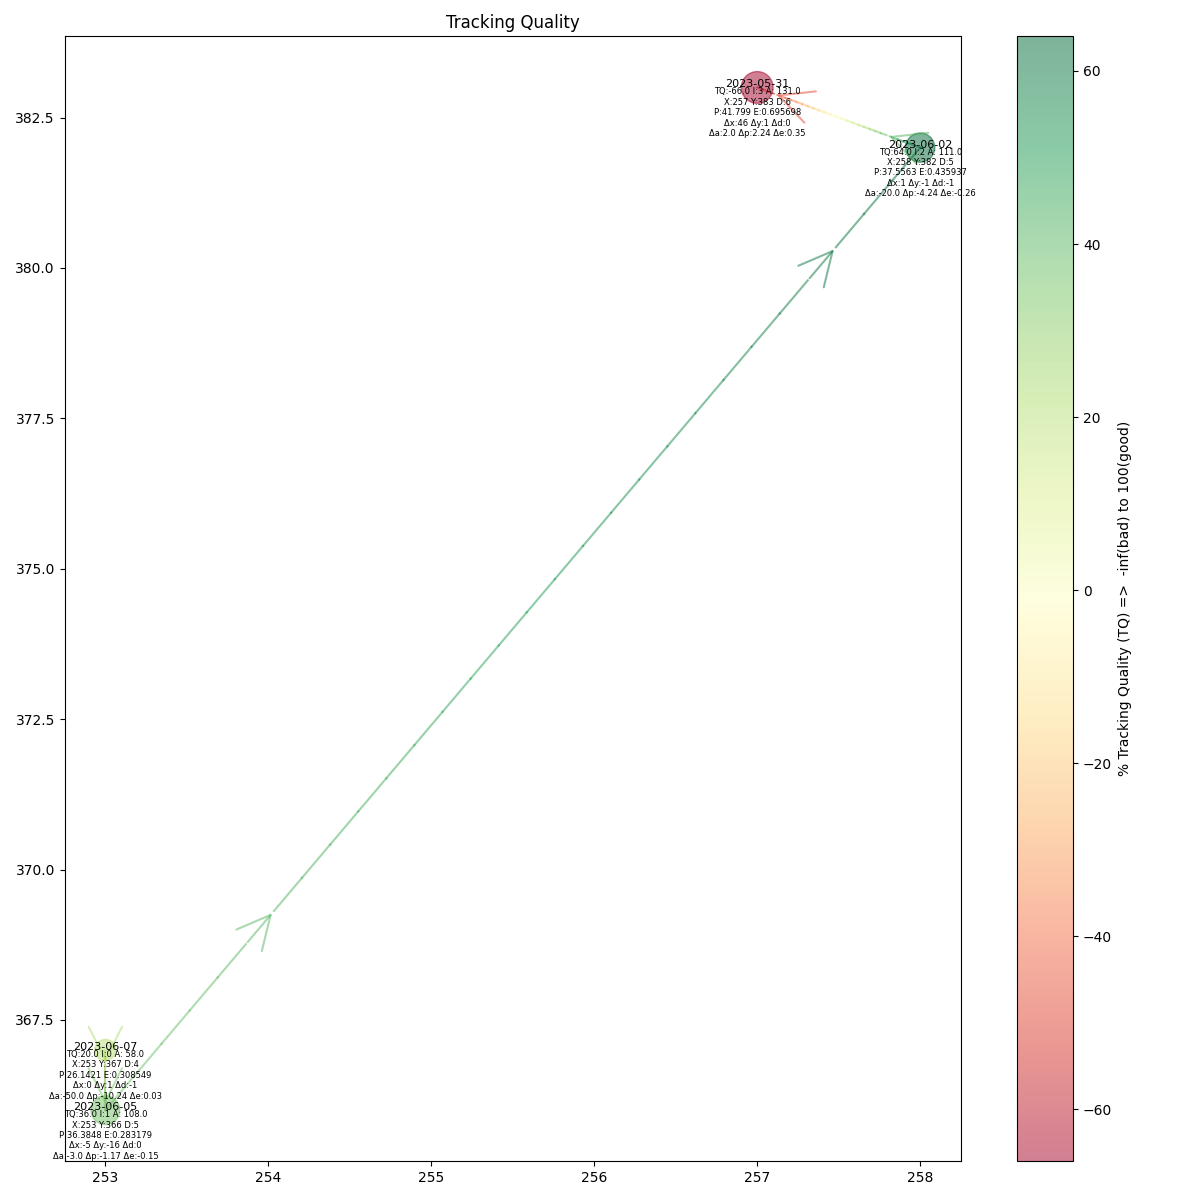 Tracking Quality
2023-05-31
TQ:-66.0 I:3 A: 131.0
X:257 Y:383 D:6
P:41.799 E:0.695698
Δx:46 Δy:1 Δd:0
Δa:2.0 Δp:2.24 Δe:0.35
2023-06-02
TQ:64.0 I:2 A: 111.0
X:258 Y:382 D:5
P:37.5563 E:0.435937
Δx:1 Δy:-1 Δd:-1
Δa:-20.0 Δp:-4.24 Δe:-0.26
2023-06-07
TQ:20.0 I:0 A: 58.0
X:253 Y:367 D:4
P:26.1421 E:0.308549
Δx:0 Δy:1 Δd:-1
Δa:-50.0 Δp:-10.24 Δe:0.03
2023-06-05
TQ:36.0 I:1 A: 108.0
X:253 Y:366 D:5
P:36.3848 E:0.283179
Δx:-5 Δy:-16 Δd:0
Δa:-3.0 Δp:-1.17 Δe:-0.15
382.5
380.0
377.5
375.0
372.5
370.0
367.5
253
254
255
256
257
258
60
40
20
0
−20
−40
−60
% Tracking Quality (TQ) =>  -inf(bad) to 100(good)